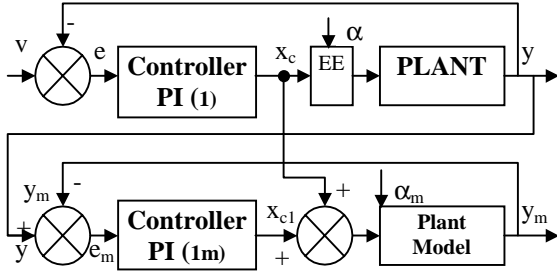 -
v
e
Controller
PI (1)
x_c
EE
α
PLANT
y
y_m
-
+
y
e_m
Controller
PI (1m)
x_c1
+
+
α_m
Plant
Model
y_m